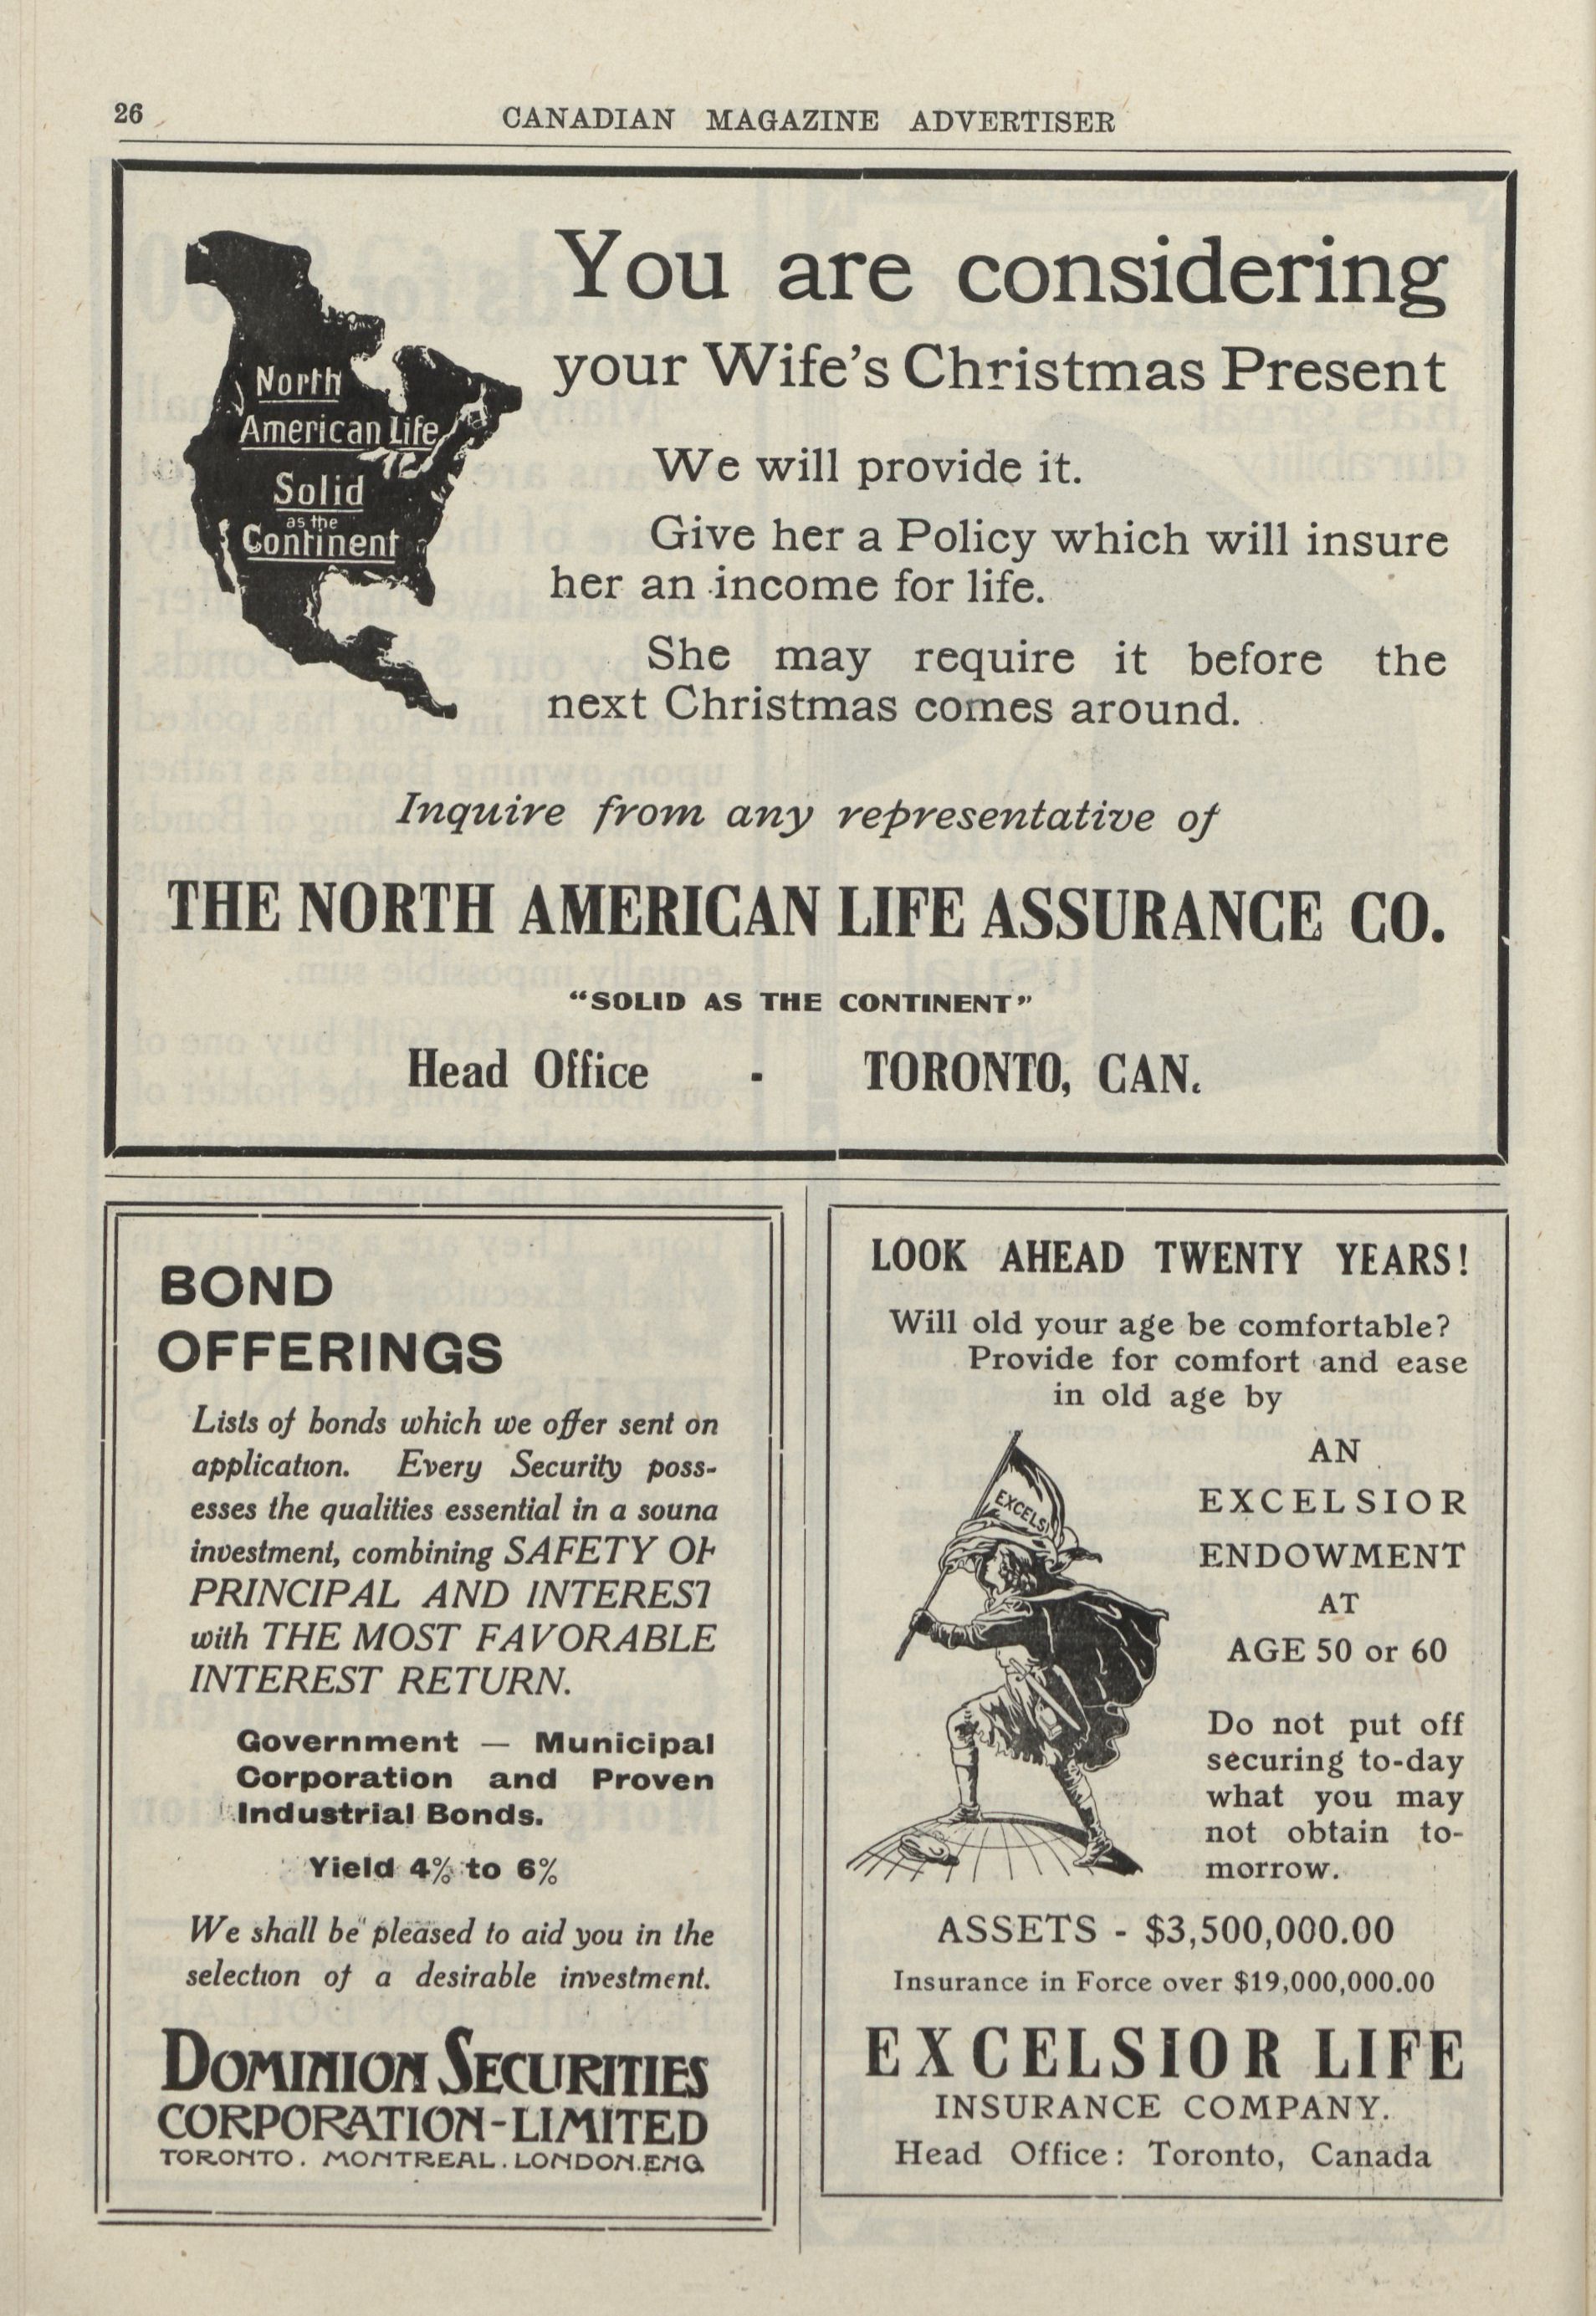 26
CANADIAN MAGAZINE ADVERTISER
North
American Life
Solid
as the
Continent
You are considering
your Wife's Christmas Present
We will provide it.
Give her a Policy which will insure
her an income for life.
She may require it before the
next Christmas comes around.
Inquire from any representative of
THE NORTH AMERICAN LIFE ASSURANCE CO.
"SOLID AS THE CONTINENT"
Head Office - TORONTO, CAN.
BOND
OFFERINGS
Lists of bonds which we offer sent on
application. Every Security poss-
esses the qualities essential in a sound
investment, combining SAFETY OF
PRINCIPAL AND INTEREST
with THE MOST FAVORABLE
INTEREST RETURN.
Government — Municipal
Corporation and Proven
Industrial Bonds.
Yield 4% to 6%
We shall be pleased to aid you in the
selection of a desirable investment.
DOMINION SECURITIES
CORPORATION-LIMITED
TORONTO. MONTREAL. LONDON.ENG
LOOK AHEAD TWENTY YEARS!
Will old your age be comfortable?
Provide for comfort and ease
in old age by
EXCELSI
AN
EXCELSIOR
ENDOWMENT
AT
AGE 50 or 60
Do not put off
securing to-day
what you may
not obtain to-
morrow.
ASSETS - $3,500,000.00
Insurance in Force over $19,000,000.00
EXCELSIOR LIFE
INSURANCE COMPANY.
Head Office: Toronto, Canada